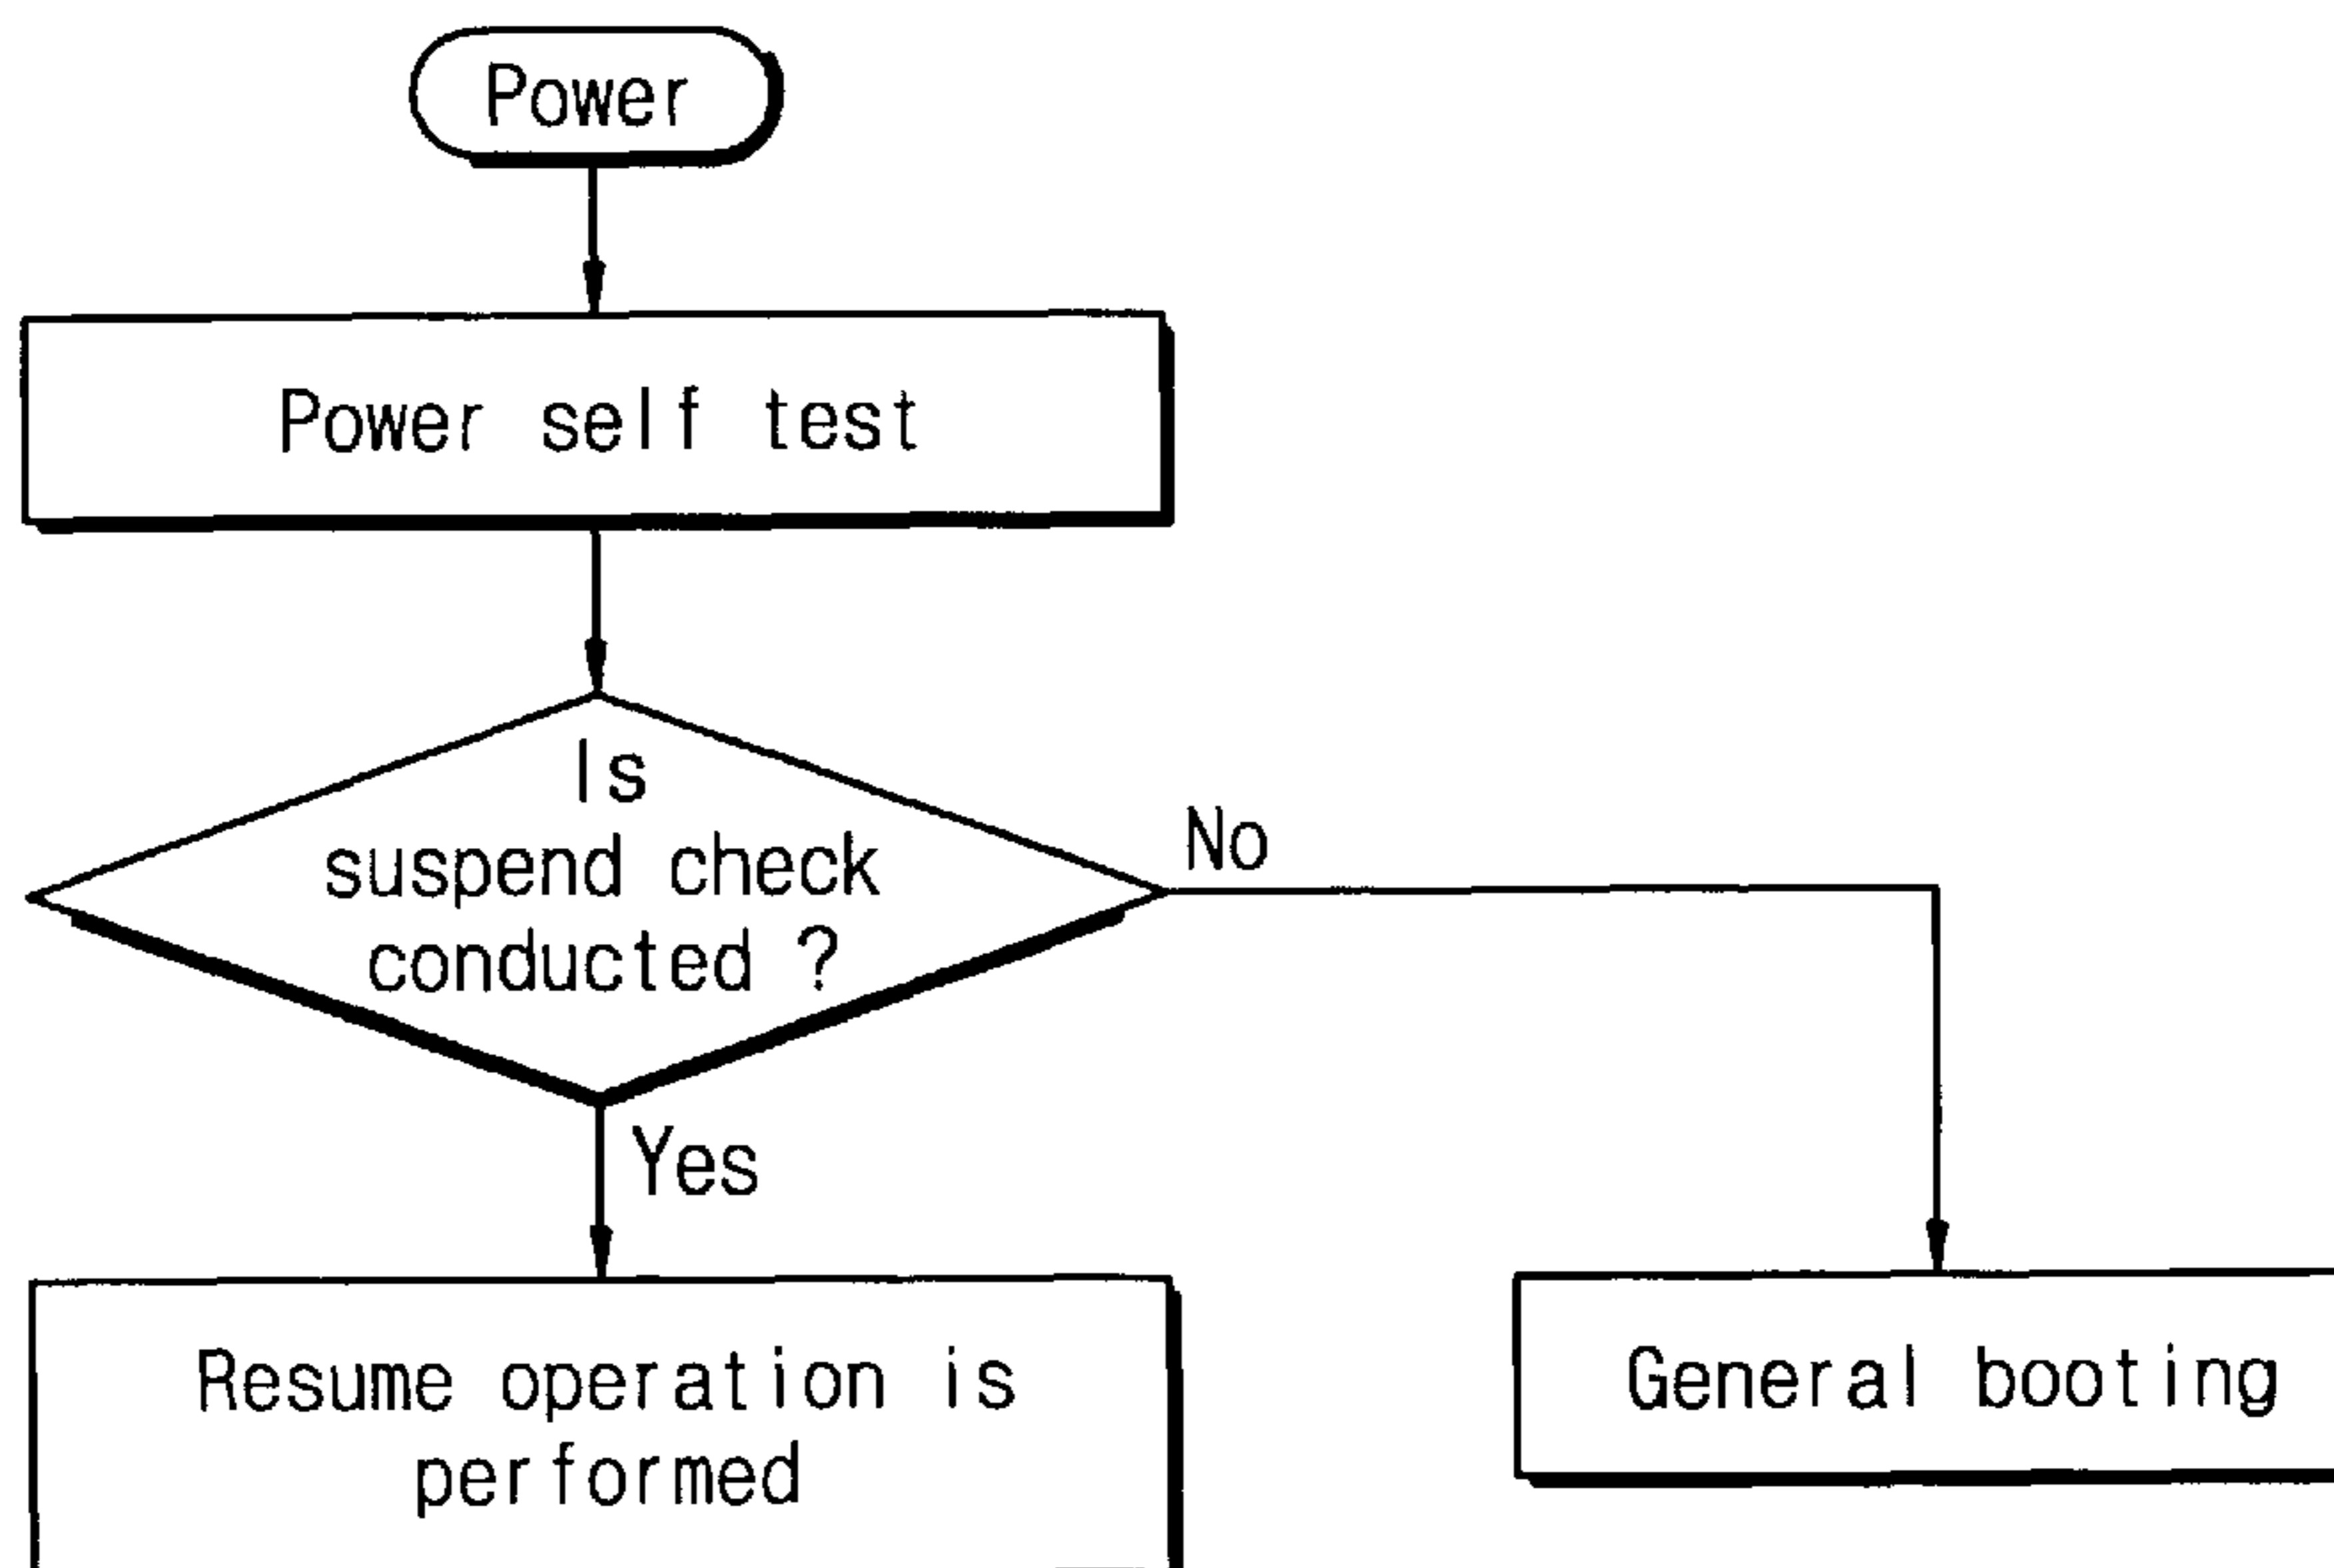 Power
Power self test
Is
suspend check
conducted ?
No
Yes
Resume operation is
performed
General booting